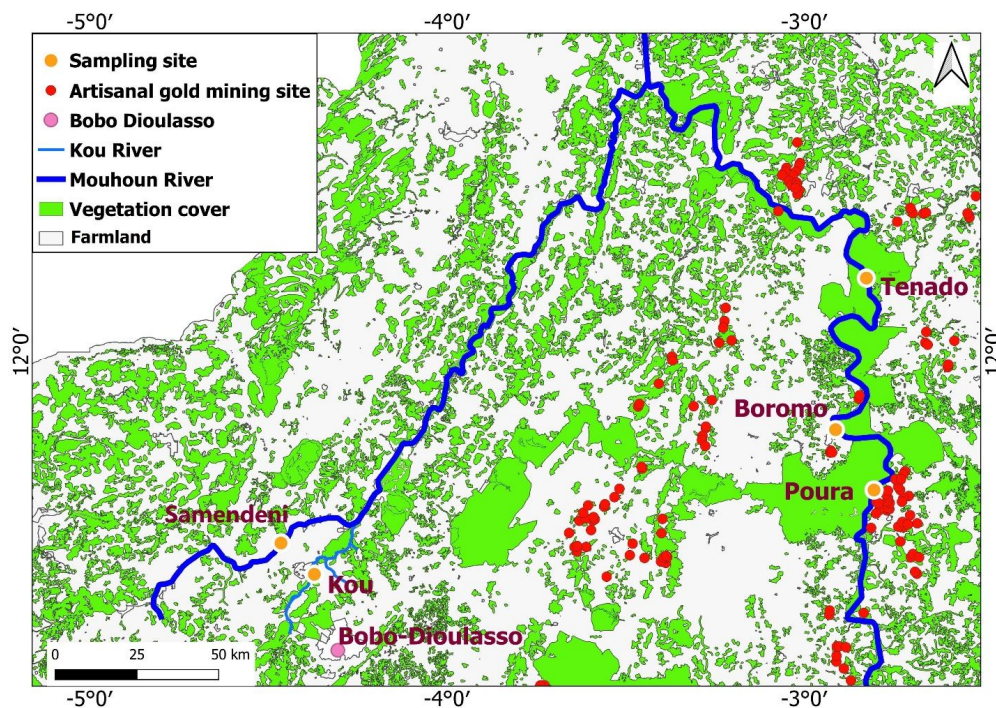 -5°0′ -4°0′ -3°0′
Sampling site
Artisanal gold mining site
Bobo Dioulasso
Kou River
Mouhoun River
Vegetation cover
Farmland
Tenado
12°0′ 12°0′
Boromo
Poura
Samendeni
Kou
Bobo-Dioulasso
0 25 50 km
-5°0′ -4°0′ -3°0′